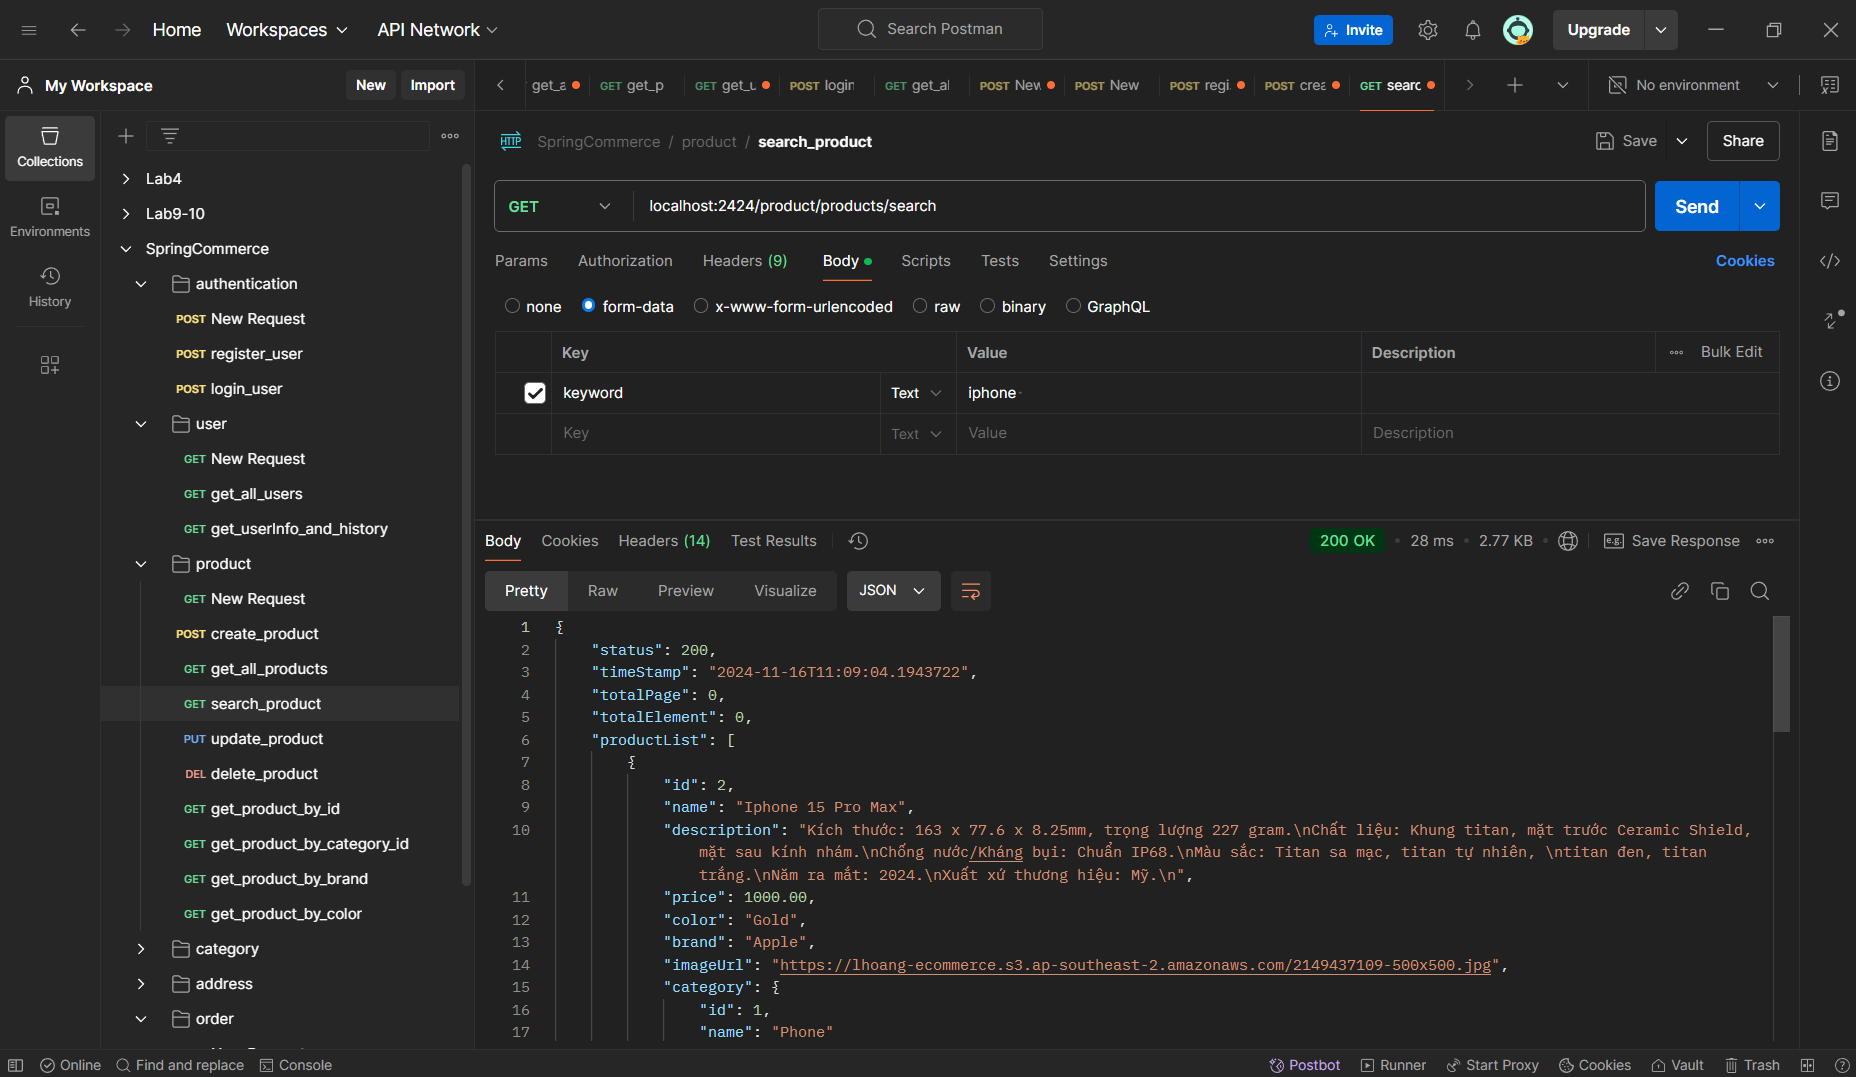 Home Workspaces API Network Search Postman Invite Upgrade
My Workspace New Import
get_a GET get_p GET get_u POST login GET get_al POST New POST New POST regi POST crea GET searc No environment
Collections
Environments
History
Lab4
Lab9-10
SpringCommerce
authentication
POST New Request
POST register_user
POST login_user
user
GET New Request
GET get_all_users
GET get_userInfo_and_history
product
GET New Request
POST create_product
GET get_all_products
GET search_product
PUT update_product
DEL delete_product
GET get_product_by_id
GET get_product_by_category_id
GET get_product_by_brand
GET get_product_by_color
category
address
order
HTTP SpringCommerce / product / search_product Save Share
GET localhost:2424/product/products/search Send
Params Authorization Headers (9) Body Scripts Tests Settings Cookies
none form-data x-www-form-urlencoded raw binary GraphQL
Key Value Description Bulk Edit
keyword Text iphone
Key Text Value Description
Body Cookies Headers (14) Test Results 200 OK 28 ms 2.77 KB e.g. Save Response
Pretty Raw Preview Visualize JSON
1 {
2 "status": 200,
3 "timeStamp": "2024-11-16T11:09:04.1943722",
4 "totalPage": 0,
5 "totalElement": 0,
6 "productList": [
7 {
8 "id": 2,
9 "name": "Iphone 15 Pro Max",
10 "description": "Kích thước: 163 x 77.6 x 8.25mm, trọng lượng 227 gram.\nChất liệu: Khung titan, mặt trước Ceramic Shield,
mặt sau kính nhám.\nChống nước/Kháng bụi: Chuẩn IP68.\nMàu sắc: Titan sa mạc, titan tự nhiên, \ntitan đen, titan
trắng.\nNăm ra mắt: 2024.\nXuất xứ thương hiệu: Mỹ.\n",
11 "price": 1000.00,
12 "color": "Gold",
13 "brand": "Apple",
14 "imageUrl": "https://lhoang-ecommerce.s3.ap-southeast-2.amazonaws.com/2149437109-500x500.jpg",
15 "category": {
16 "id": 1,
17 "name": "Phone"
Online Find and replace Console Postbot Runner Start Proxy Cookies Vault Trash